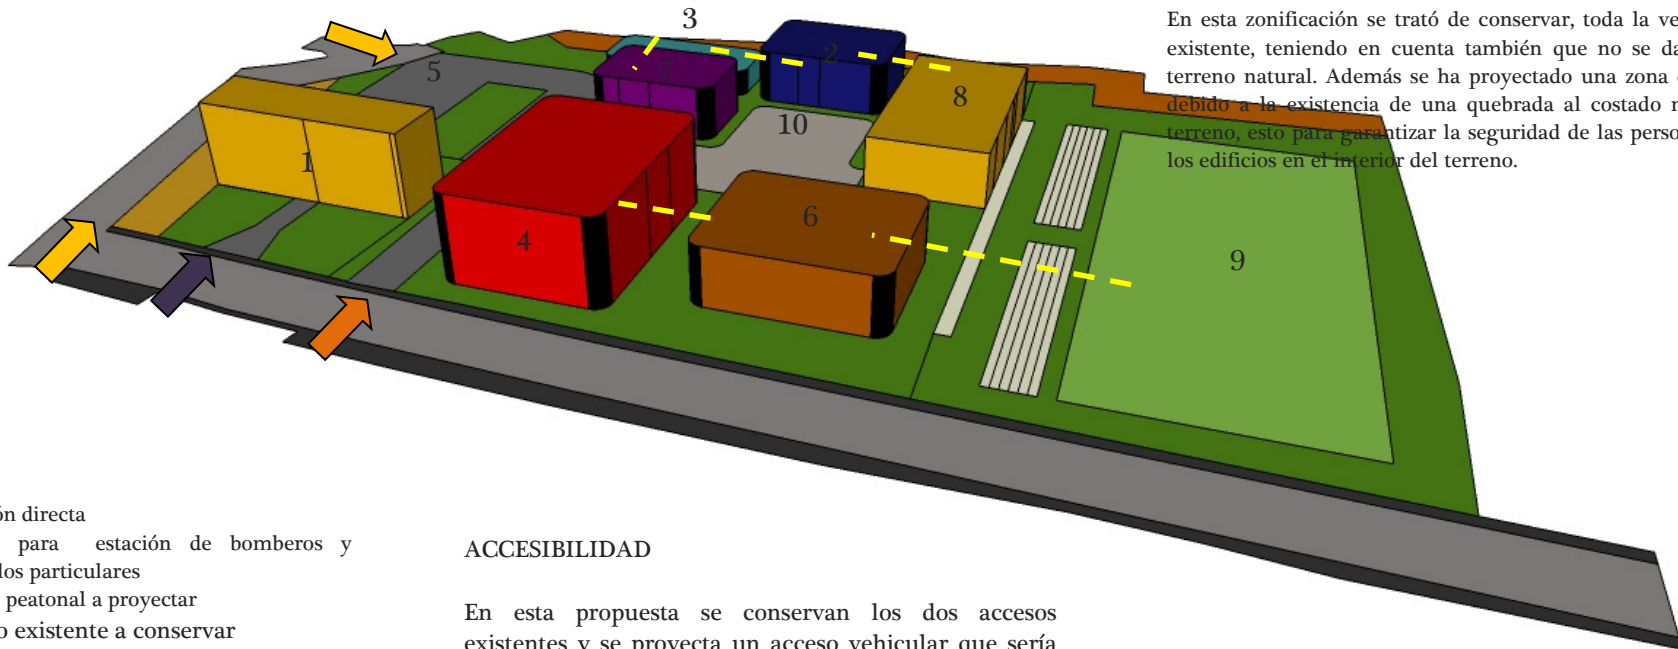 3
En esta zonificación se trató de conservar, toda la ve
existente, teniendo en cuenta también que no se da
terreno natural. Además se ha proyectado una zona
debido a la existencia de una quebrada al costado
terreno, esto para garantizar la seguridad de las perso
los edificios en el interior del terreno.
2
5
7
8
10
1
6
4
9
ón directa
para estación de bomberos y
los particulares
peatonal a proyectar
o existente a conservar
ACCESIBILIDAD
En esta propuesta se conservan los dos accesos
existentes y se proyecta un acceso vehicular que sería